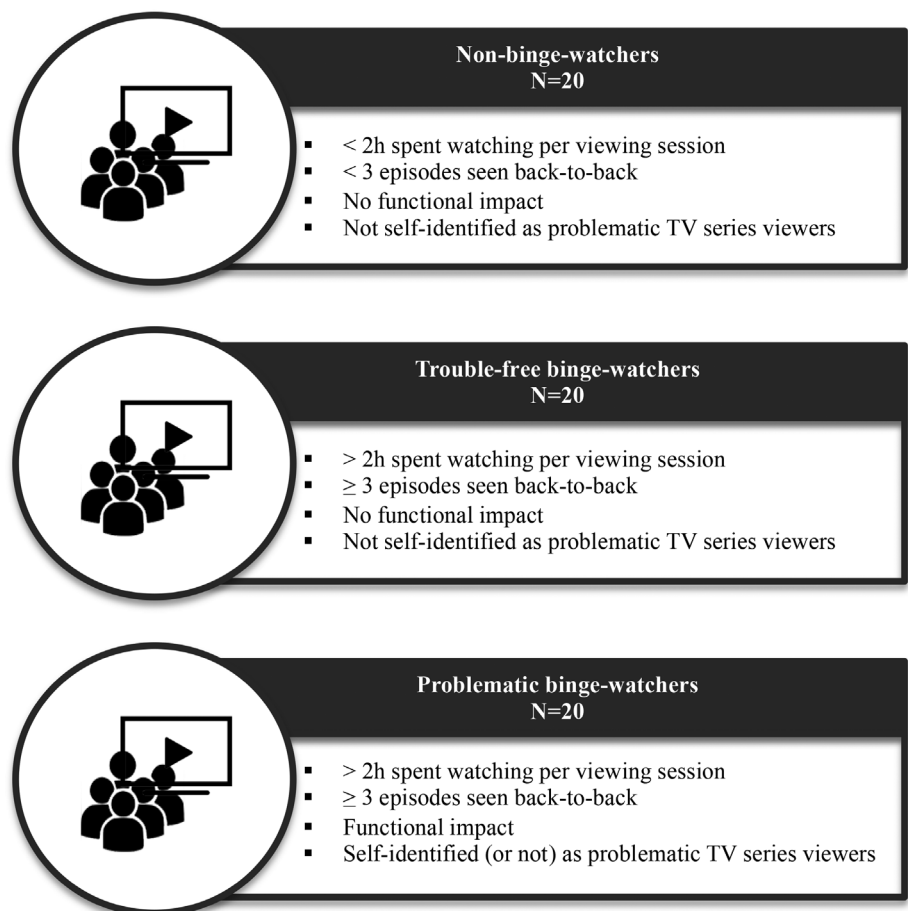 Non-binge-watchers
N=20
▪ < 2h spent watching per viewing session
▪ < 3 episodes seen back-to-back
▪ No functional impact
▪ Not self-identified as problematic TV series viewers
Trouble-free binge-watchers
N=20
▪ > 2h spent watching per viewing session
▪ ≥ 3 episodes seen back-to-back
▪ No functional impact
▪ Not self-identified as problematic TV series viewers
Problematic binge-watchers
N=20
▪ > 2h spent watching per viewing session
▪ ≥ 3 episodes seen back-to-back
▪ Functional impact
▪ Self-identified (or not) as problematic TV series viewers